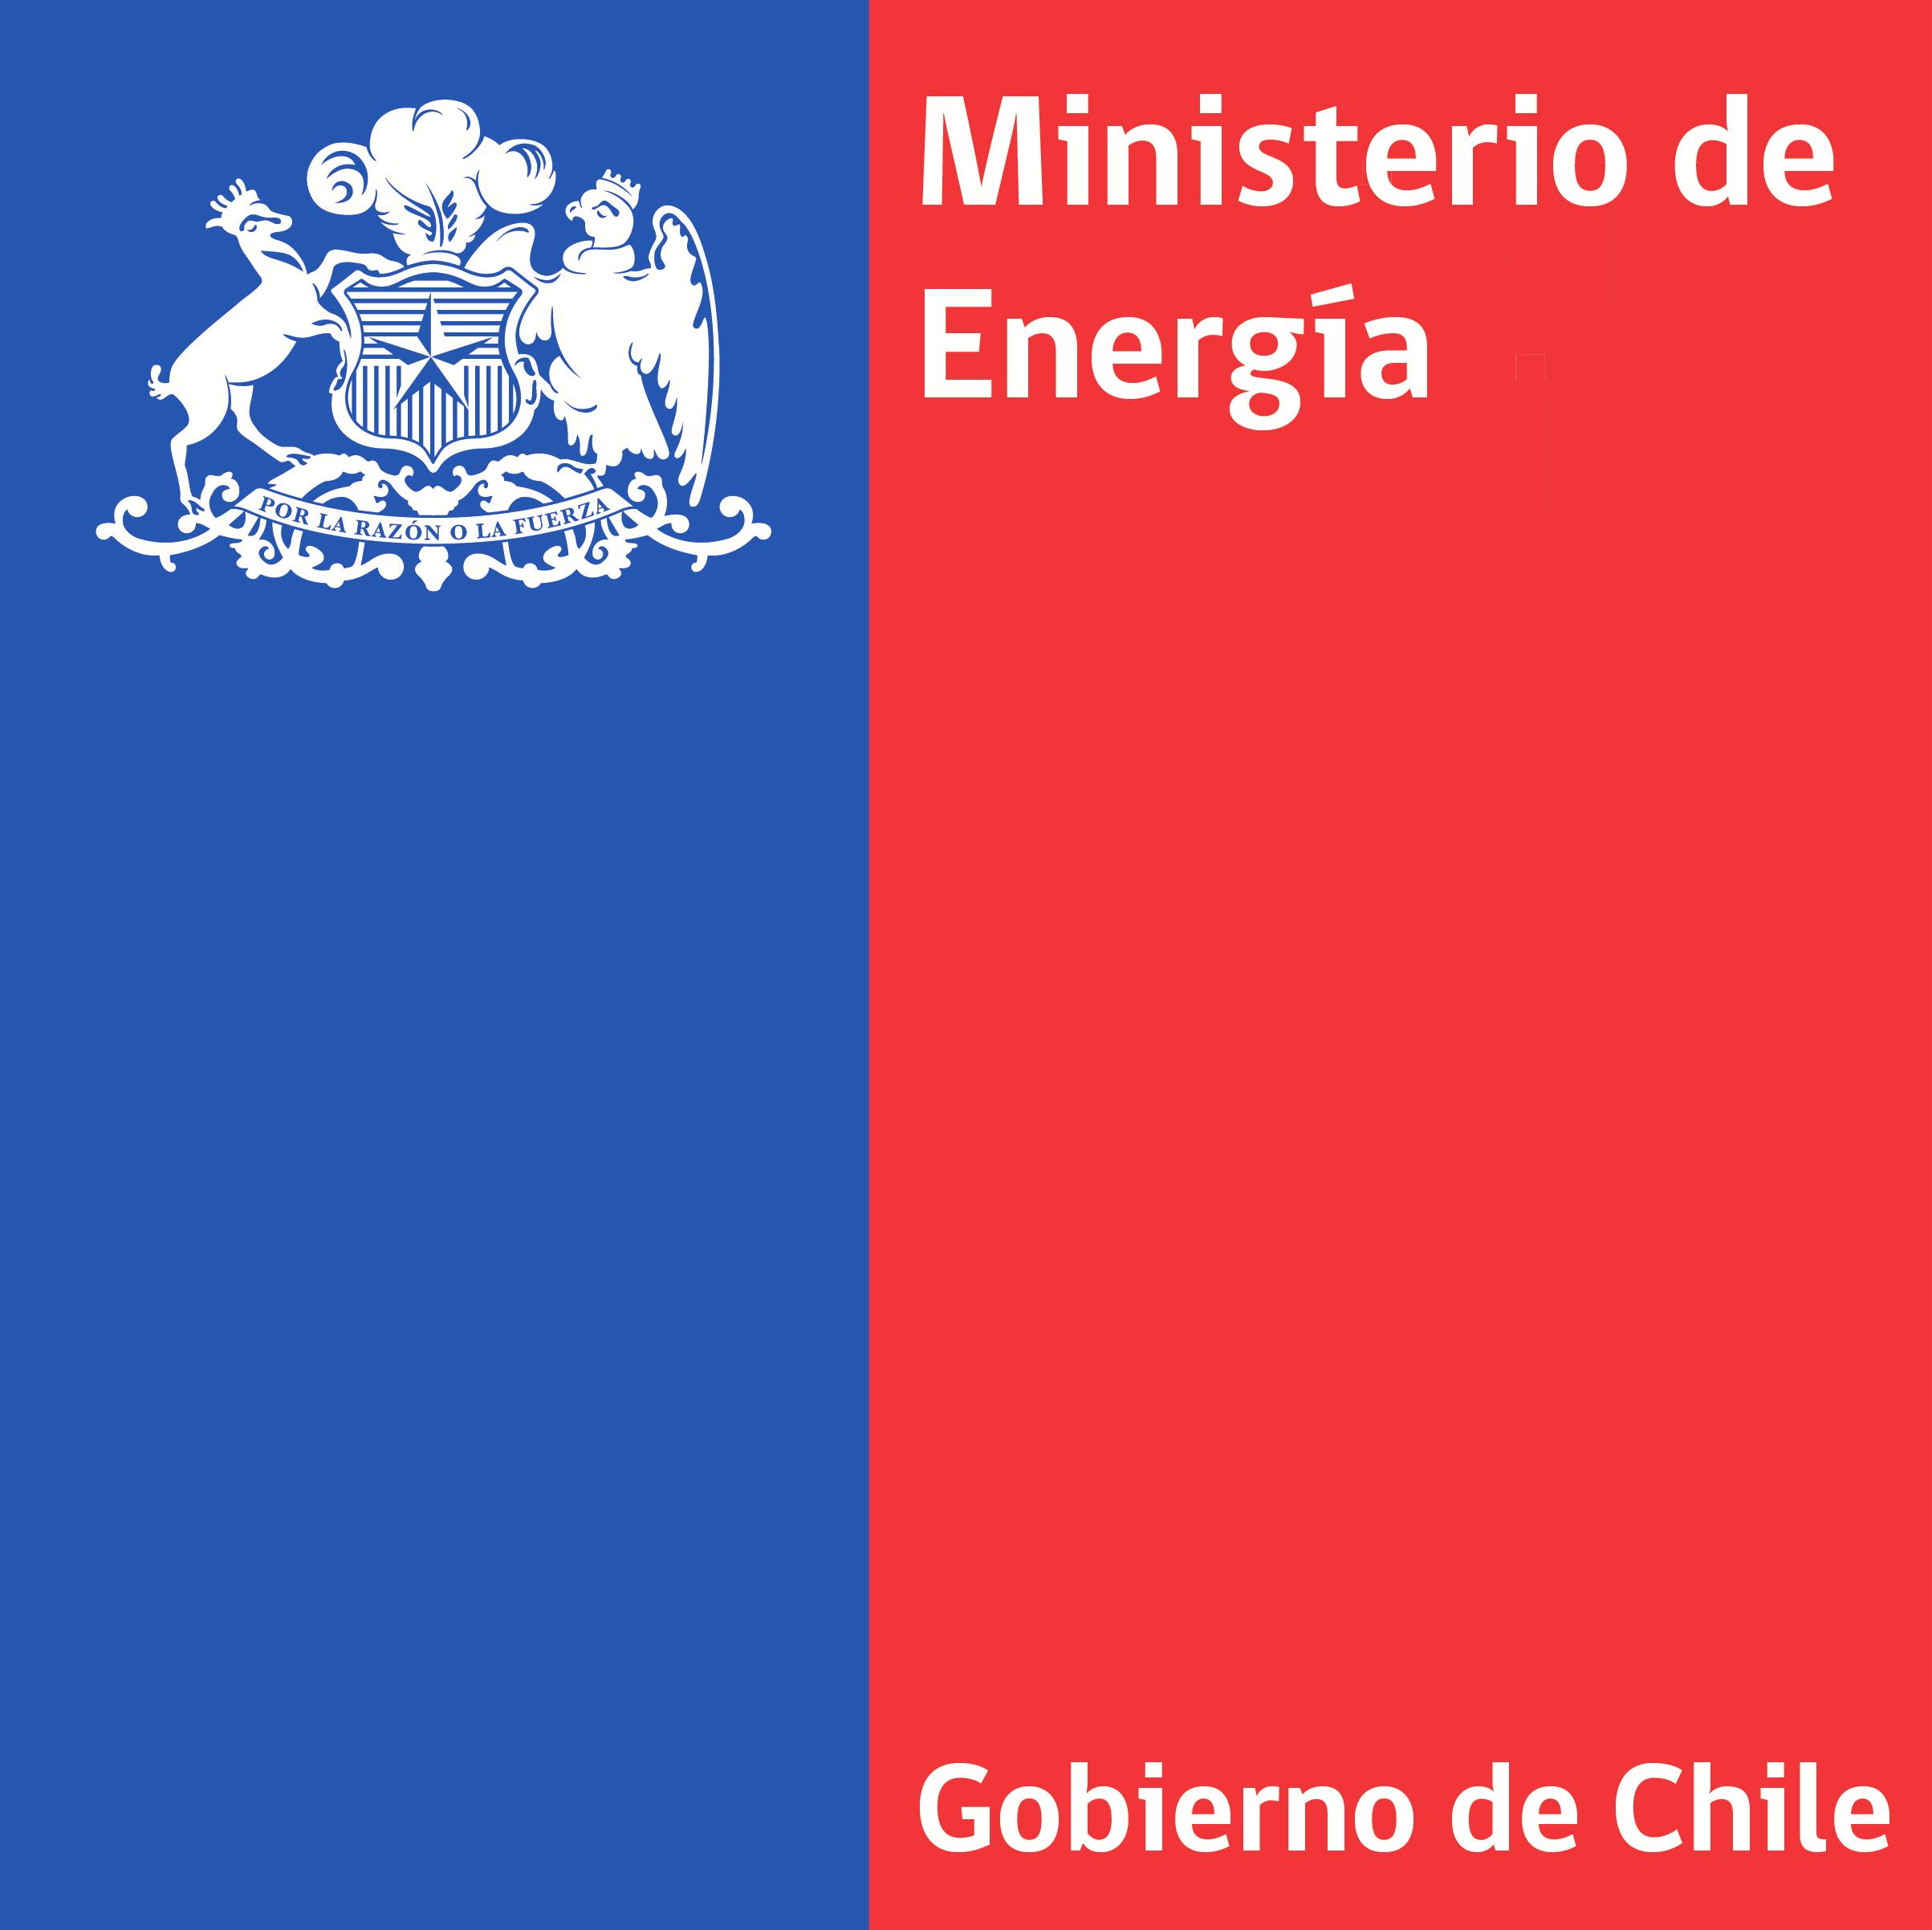 POR LA RAZÓN O LA FUERZA
Ministerio de
Energía
Gobierno de Chile